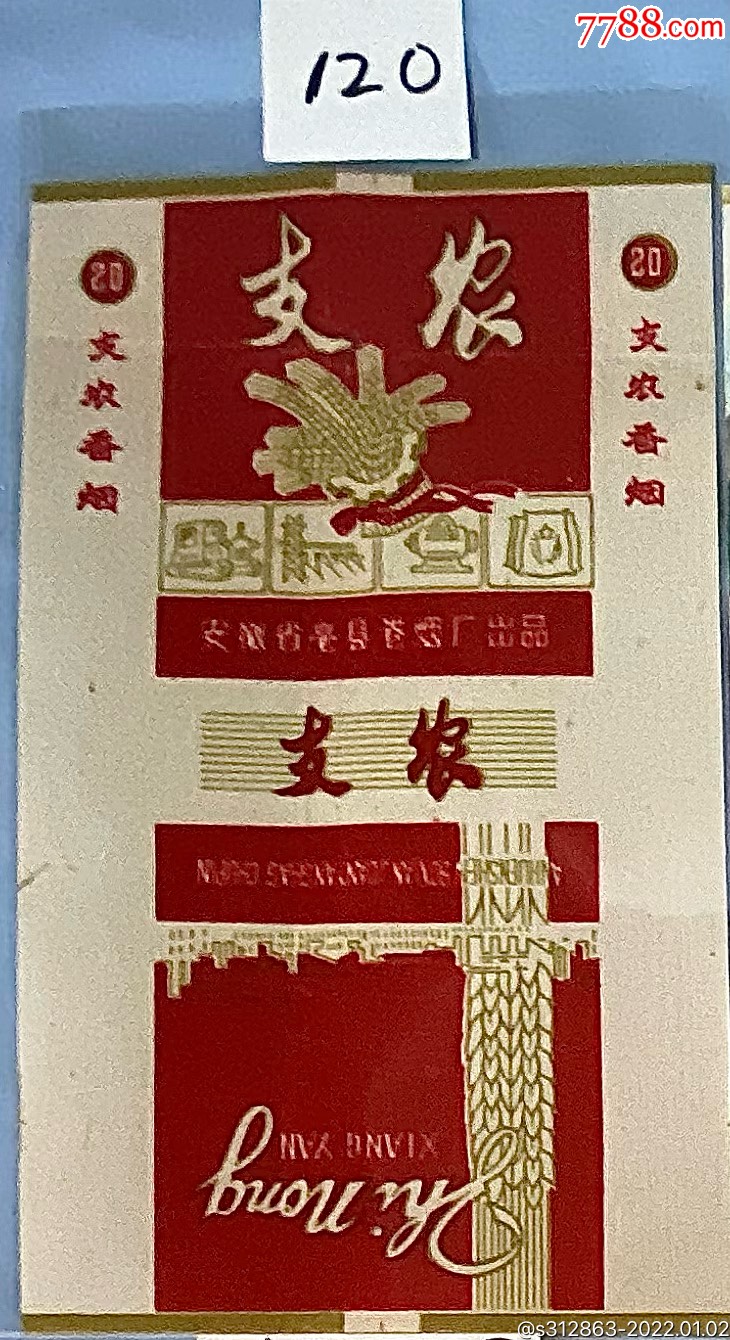 7788.com
120
支农
20
支农香烟
20
支农香烟
安徽省亳县卷烟厂出品
支农
XIANG YAN
Zhi nong
@s312863-2022.01.02